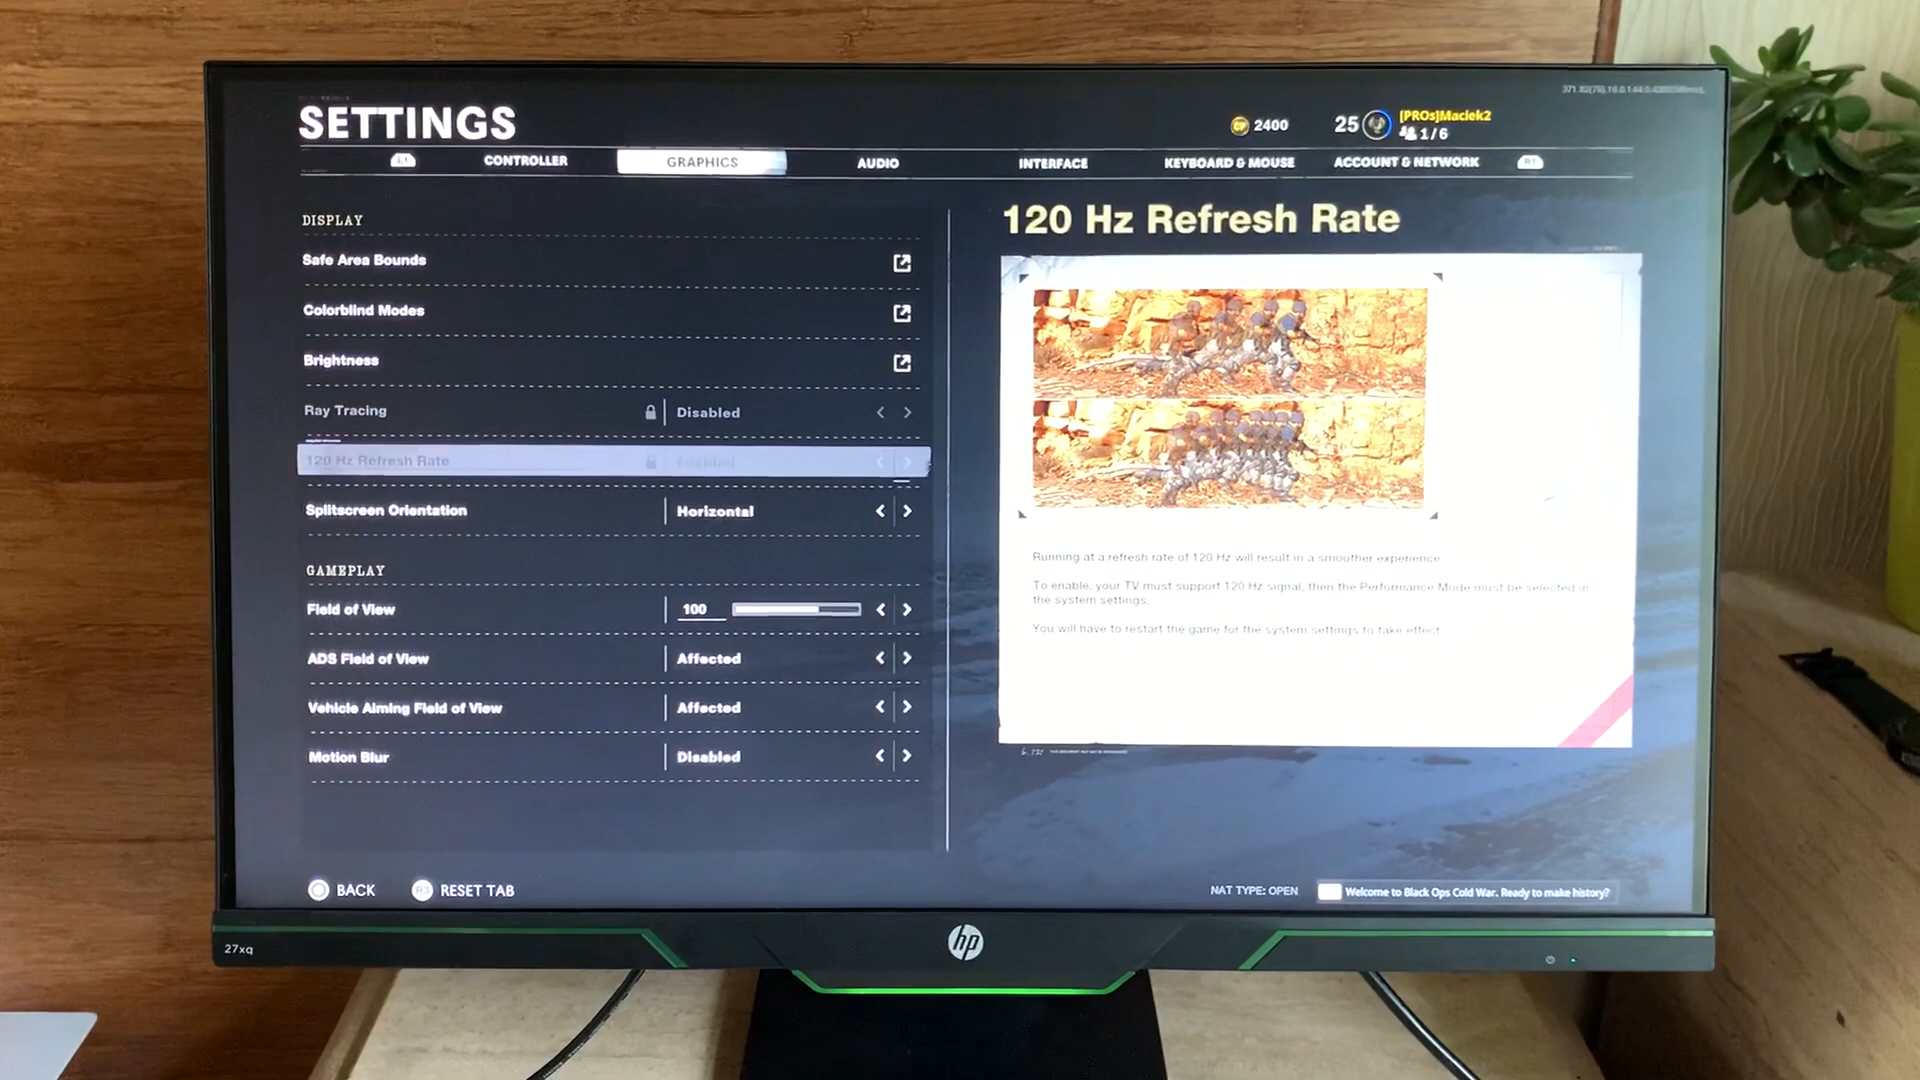 SETTINGS
2400
25
[PROs]Maciek2
1/6
L1
CONTROLLER
GRAPHICS
AUDIO
INTERFACE
KEYBOARD & MOUSE
ACCOUNT & NETWORK
R1
DISPLAY
Safe Area Bounds
Colorblind Modes
Brightness
Ray Tracing
Disabled
120 Hz Refresh Rate
Enabled
Splitscreen Orientation
Horizontal
GAMEPLAY
Field of View
100
ADS Field of View
Affected
Vehicle Aiming Field of View
Affected
Motion Blur
Disabled
120 Hz Refresh Rate
Running at a refresh rate of 120 Hz will result in a smoother experience.
To enable, your TV must support 120 Hz signal, then the Performance Mode must be selected in
the system settings.
You will have to restart the game for the system settings to take effect.
BACK
R3
RESET TAB
NAT TYPE: OPEN
Welcome to Black Ops Cold War. Ready to make history?
27xq
hp